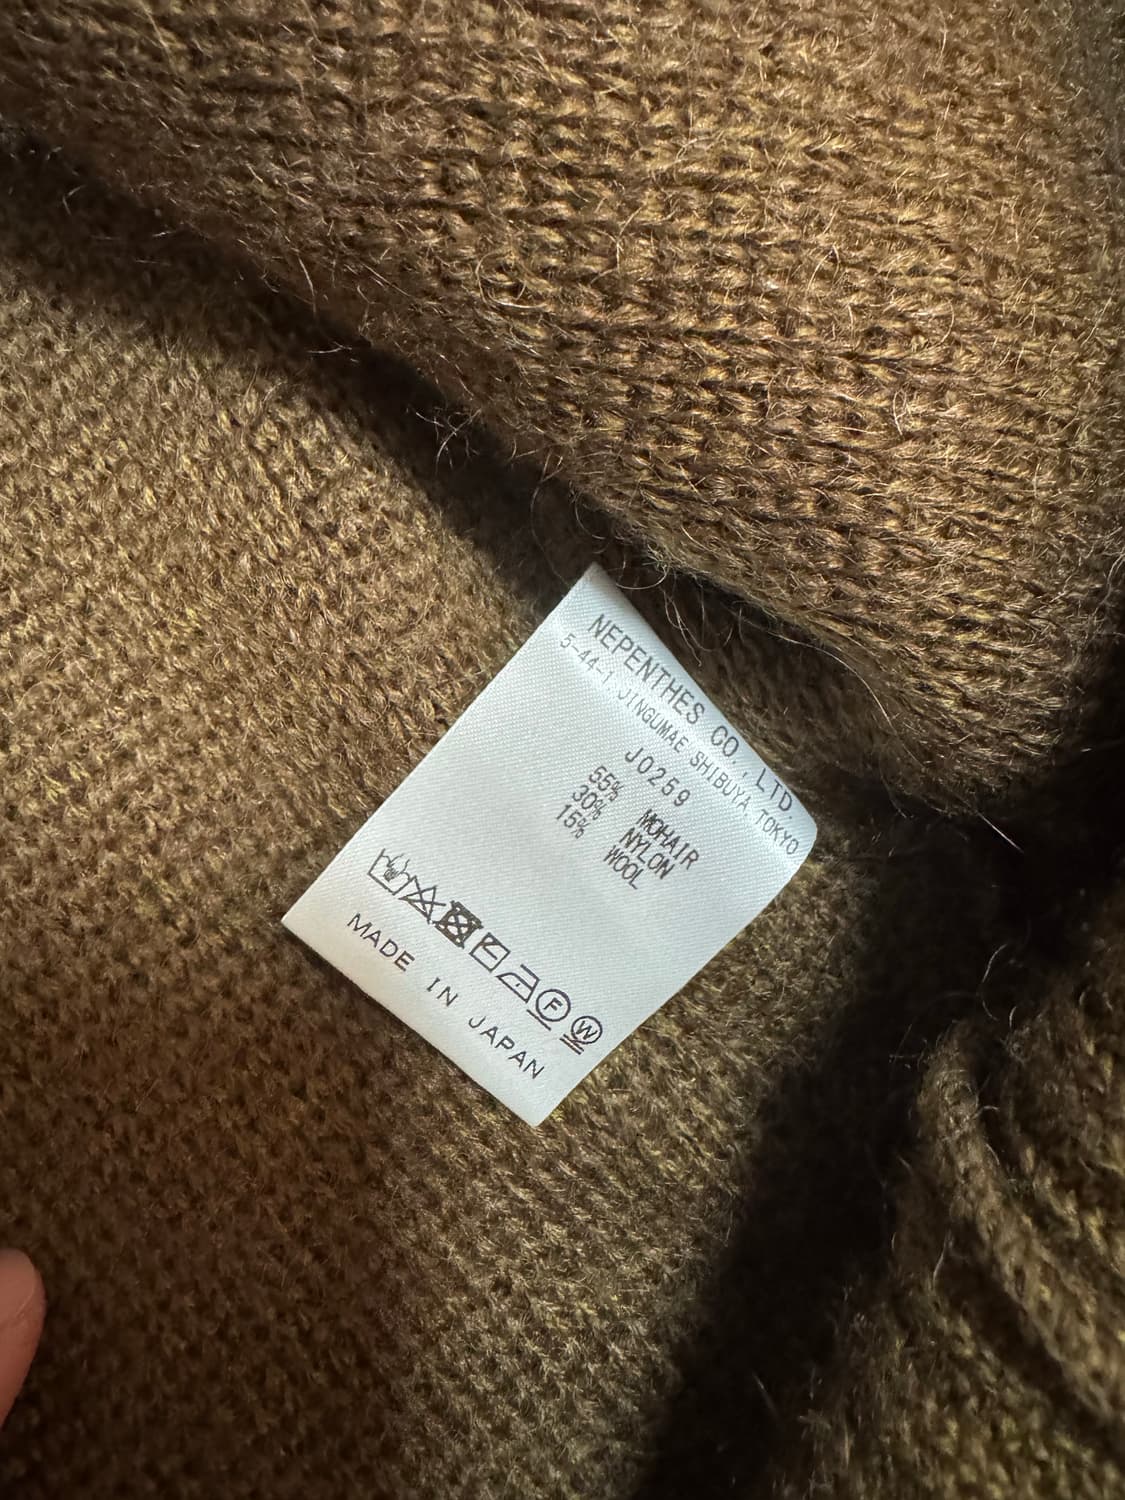 NEPENTHES CO., LTD.
5-44-1 JINGUMAE SHIBUYA TOKYO
J0259
55% MOHAIR
30% NYLON
15% WOOL
F W
MADE IN JAPAN